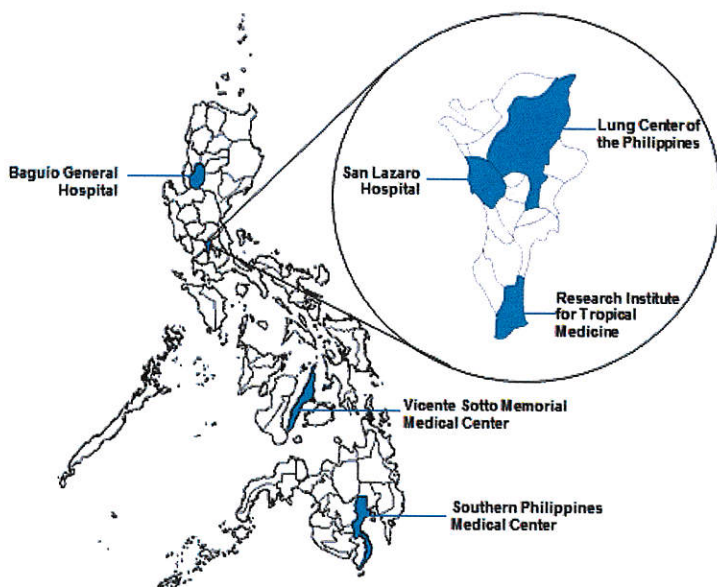 Lung Center of
the Philippines
Baguio General
Hospital
San Lazaro
Hospital
Research Institute
for Tropical
Medicine
Vicente Sotto Memorial
Medical Center
Southern Philippines
Medical Center